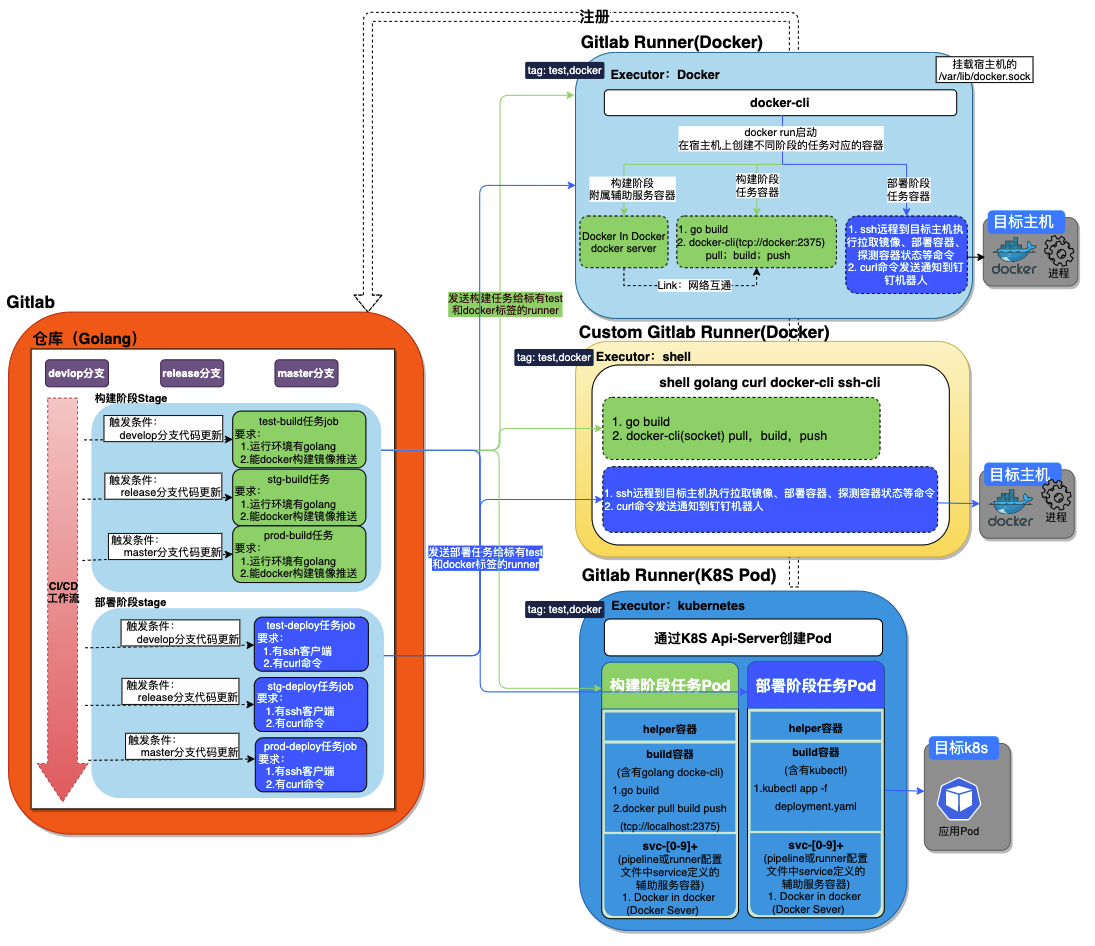 注册
Gitlab Runner(Docker)
tag: test,docker
Executor：Docker
挂载宿主机的
/var/lib/docker.sock
docker-cli
docker run启动
在宿主机上创建不同阶段的任务对应的容器
构建阶段
附属辅助服务容器
构建阶段
任务容器
部署阶段
任务容器
Docker In Docker
docker server
1. go build
2. docker-cli(tcp://docker:2375)
pull；build；push
1. ssh远程到目标主机执
行拉取镜像、部署容器、
探测容器状态等命令
2. curl命令发送通知到钉
钉机器人
Link：网络互通
目标主机
docker
进程
Gitlab
仓库（Golang）
devlop分支
release分支
master分支
构建阶段Stage
触发条件：
develop分支代码更新
test-build任务job
要求：
1.运行环境有golang
2.能docker构建镜像推送
触发条件：
release分支代码更新
stg-build任务
要求：
1.运行环境有golang
2.能docker构建镜像推送
触发条件：
master分支代码更新
prod-build任务
要求：
1.运行环境有golang
2.能docker构建镜像推送
CI/CD
工作流
部署阶段stage
触发条件：
develop分支代码更新
test-deploy任务job
要求：
1.有ssh客户端
2.有curl命令
触发条件：
release分支代码更新
stg-deploy任务job
要求：
1.有ssh客户端
2.有curl命令
触发条件：
master分支代码更新
prod-deploy任务job
要求：
1.有ssh客户端
2.有curl命令
发送构建任务给标有test
和docker标签的runner
发送部署任务给标有test
和docker标签的runner
Custom Gitlab Runner(Docker)
tag: test,docker
Executor：shell
shell golang curl docker-cli ssh-cli
1. go build
2. docker-cli(socket) pull，build，push
1. ssh远程到目标主机执行拉取镜像、部署容器、探测容器状态等命令
2. curl命令发送通知到钉钉机器人
目标主机
docker
进程
Gitlab Runner(K8S Pod)
tag: test,docker
Executor：kubernetes
通过K8S Api-Server创建Pod
构建阶段任务Pod
helper容器
build容器
(含有golang docke-cli)
1.go build
2.docker pull build push
(tcp://localhost:2375)
svc-[0-9]+
(pipeline或runner配置
文件中service定义的
辅助服务容器)
1. Docker in docker
(Docker Sever)
部署阶段任务Pod
helper容器
build容器
(含有kubectl)
1.kubectl app -f
deployment.yaml
svc-[0-9]+
(pipeline或runner配置
文件中service定义的
辅助服务容器)
1. Docker in docker
(Docker Sever)
目标k8s
应用Pod